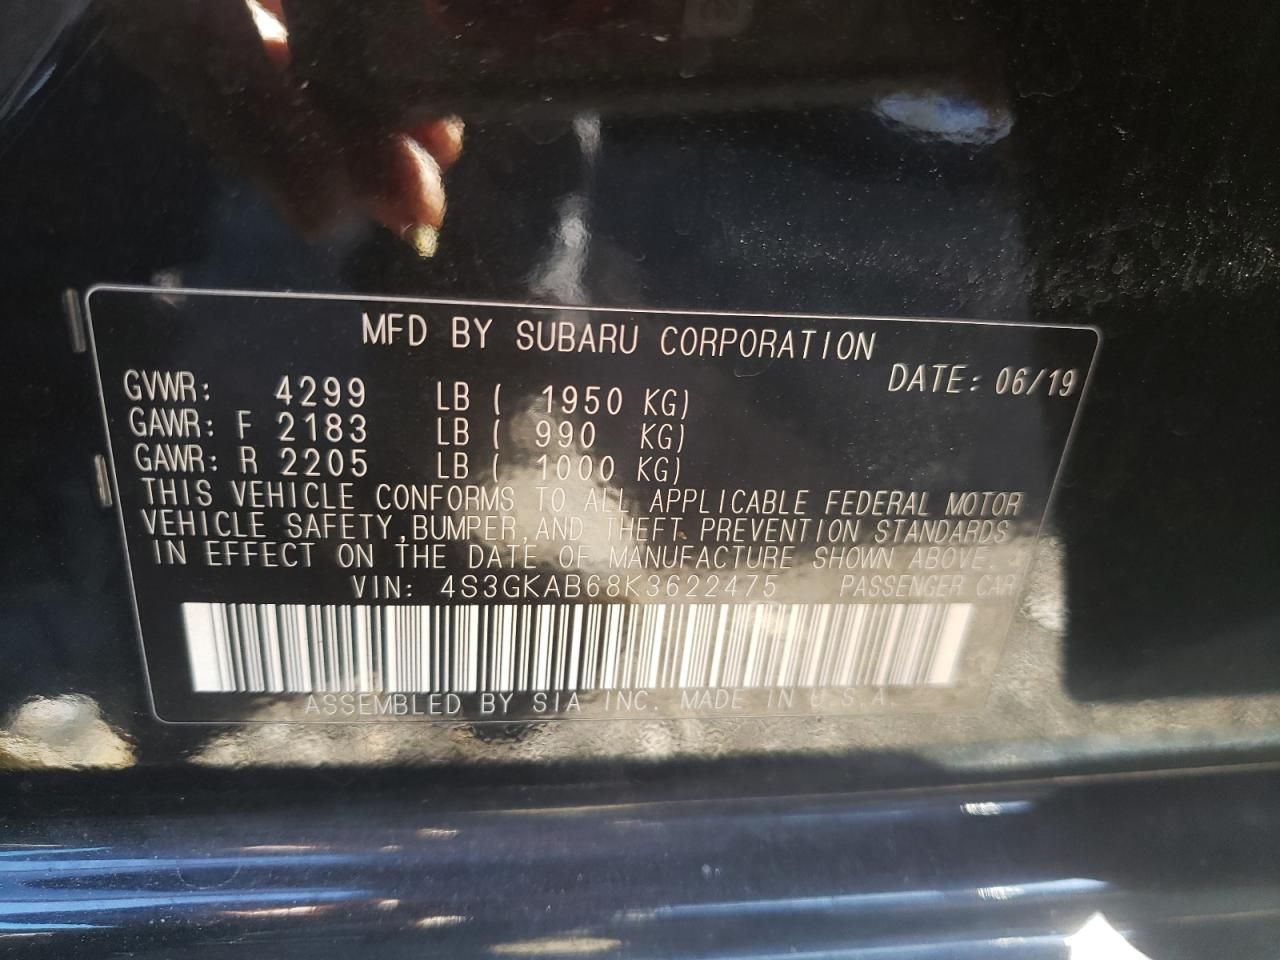 MFD BY SUBARU CORPORATION
DATE: 06/19
GVWR: 4299 LB ( 1950 KG)
GAWR: F 2183 LB ( 990 KG)
GAWR: R 2205 LB ( 1000 KG)
THIS VEHICLE CONFORMS TO ALL APPLICABLE FEDERAL MOTOR
VEHICLE SAFETY, BUMPER, AND THEFT PREVENTION STANDARDS
IN EFFECT ON THE DATE OF MANUFACTURE SHOWN ABOVE.
VIN: 4S3GKAB68K3622475 PASSENGER CAR
ASSEMBLED BY SIA INC. MADE IN U.S.A.